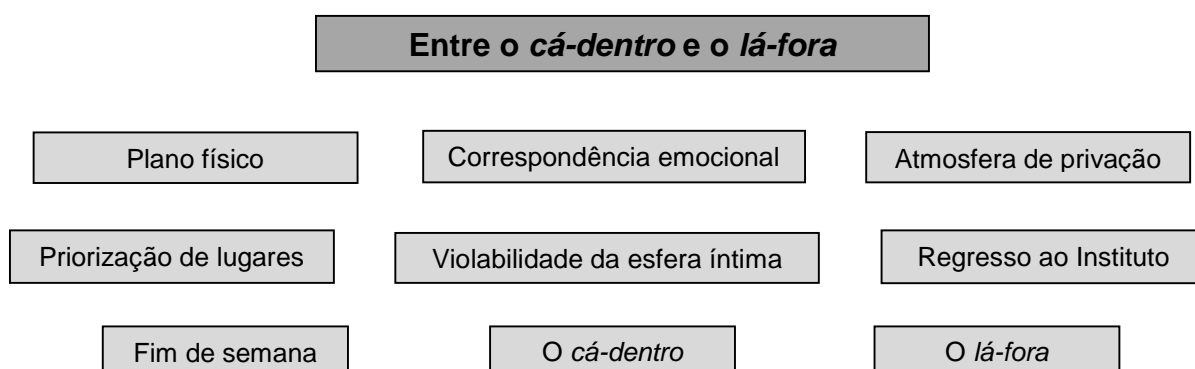 Entre o cá-dentro e o lá-fora
Plano físico
Correspondência emocional
Atmosfera de privação
Priorização de lugares
Violabilidade da esfera íntima
Regresso ao Instituto
Fim de semana
O cá-dentro
O lá-fora